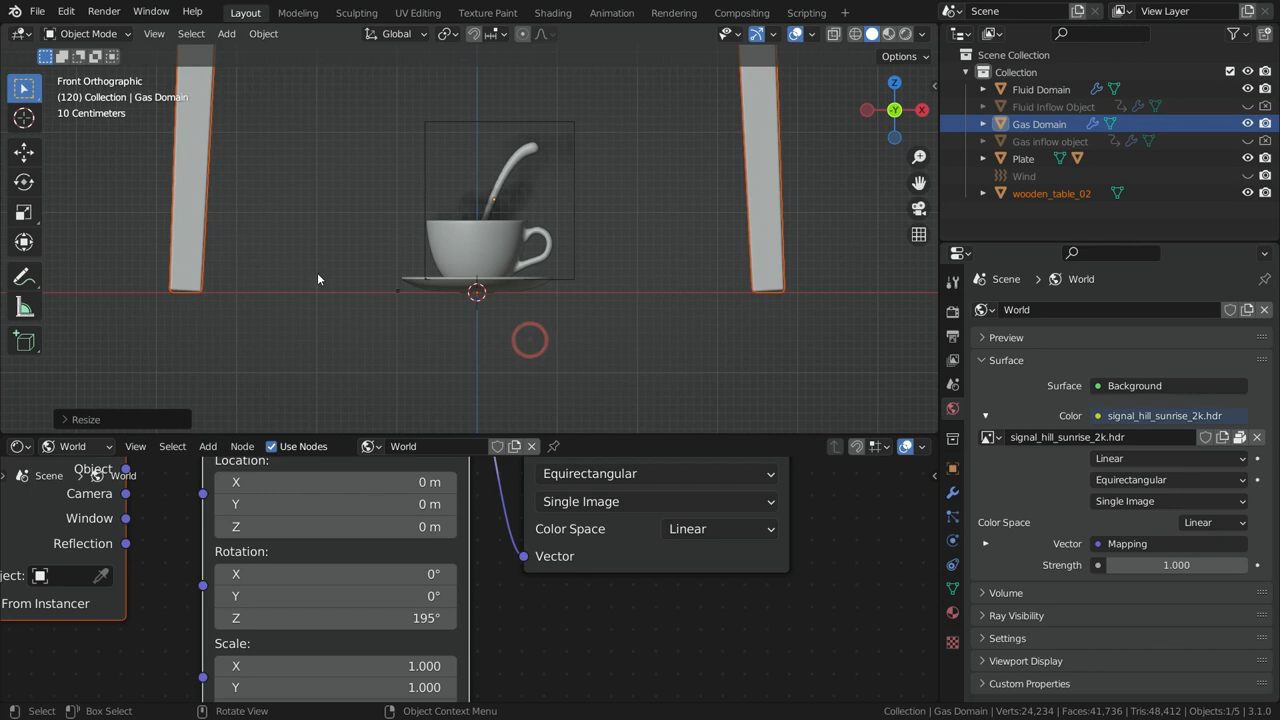 File Edit Render Window Help
Layout Modeling Sculpting UV Editing Texture Paint Shading Animation Rendering Compositing Scripting +
Scene View Layer
Object Mode View Select Add Object Global
Options
Front Orthographic
(120) Collection | Gas Domain
10 Centimeters
Z
X
-Y
Scene Collection
Collection
Fluid Domain
Fluid Inflow Object
Gas Domain
Gas inflow object
Plate
Wind
wooden_table_02
> Resize
World View Select Add Node Use Nodes World
Scene > World
Object
Camera
Window
Reflection
ject:
From Instancer
Location:
X 0 m
Y 0 m
Z 0 m
Rotation:
X 0°
Y 0°
Z 195°
Scale:
X 1.000
Y 1.000
Equirectangular
Single Image
Color Space Linear
Vector
Scene > World
World
Preview
Surface
Surface Background
Color signal_hill_sunrise_2k.hdr
signal_hill_sunrise_2k.hdr
Linear
Equirectangular
Single Image
Color Space Linear
Vector Mapping
Strength 1.000
Volume
Ray Visibility
Settings
Viewport Display
Custom Properties
Select Box Select Rotate View Object Context Menu
Collection | Gas Domain | Verts:24,234 | Faces:41,736 | Tris:48,412 | Objects:1/5 | 3.1.0